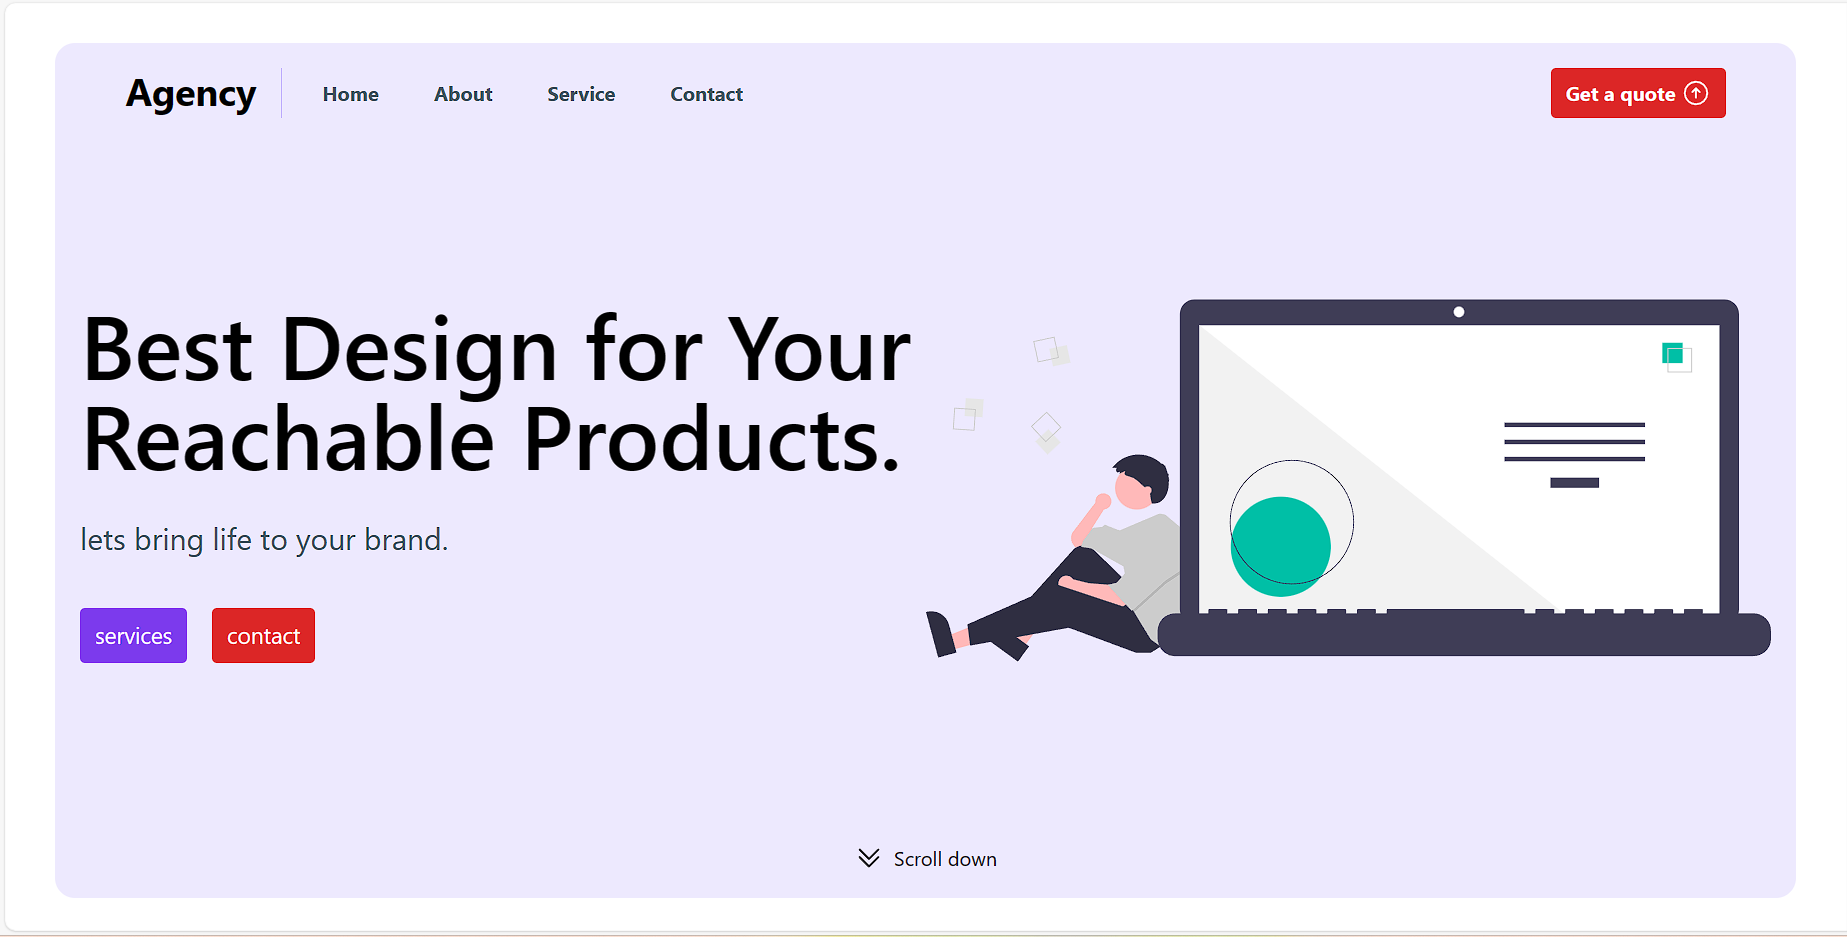 Agency
Home
About
Service
Contact
Get a quote
Best Design for Your
Reachable Products.
lets bring life to your brand.
services
contact
Scroll down